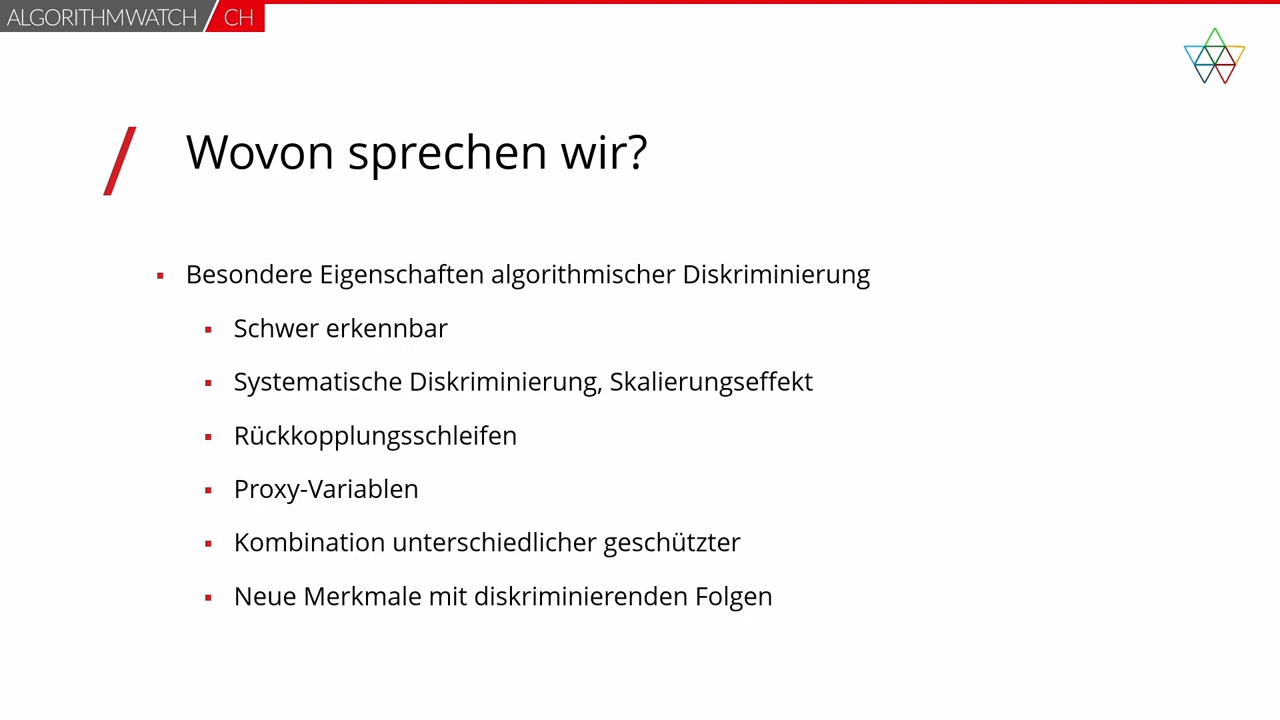 ALGORITHMWATCH CH
Wovon sprechen wir?
Besondere Eigenschaften algorithmischer Diskriminierung
Schwer erkennbar
Systematische Diskriminierung, Skalierungseffekt
Rückkopplungsschleifen
Proxy-Variablen
Kombination unterschiedlicher geschützter
Neue Merkmale mit diskriminierenden Folgen